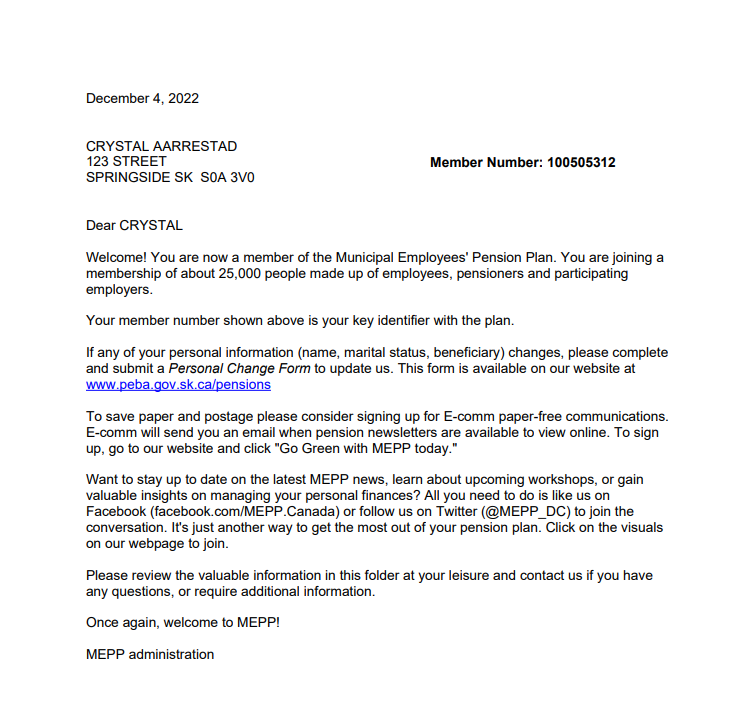 December 4, 2022
CRYSTAL AARRESTAD
123 STREET
SPRINGSIDE SK  S0A 3V0
Member Number: 100505312
Dear CRYSTAL
Welcome! You are now a member of the Municipal Employees' Pension Plan. You are joining a
membership of about 25,000 people made up of employees, pensioners and participating
employers.
Your member number shown above is your key identifier with the plan.
If any of your personal information (name, marital status, beneficiary) changes, please complete
and submit a Personal Change Form to update us. This form is available on our website at
www.peba.gov.sk.ca/pensions
To save paper and postage please consider signing up for E-comm paper-free communications.
E-comm will send you an email when pension newsletters are available to view online. To sign
up, go to our website and click "Go Green with MEPP today."
Want to stay up to date on the latest MEPP news, learn about upcoming workshops, or gain
valuable insights on managing your personal finances? All you need to do is like us on
Facebook (facebook.com/MEPP.Canada) or follow us on Twitter (@MEPP_DC) to join the
conversation. It's just another way to get the most out of your pension plan. Click on the visuals
on our webpage to join.
Please review the valuable information in this folder at your leisure and contact us if you have
any questions, or require additional information.
Once again, welcome to MEPP!
MEPP administration